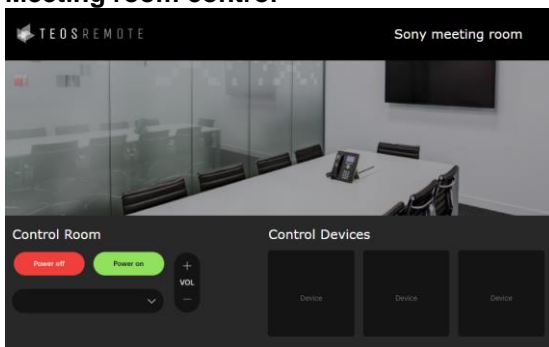 Meeting room control
TEOSREMOTE
Sony meeting room
Control Room
Control Devices
Power off
Power on
+
VOL
−
Device
Device
Device